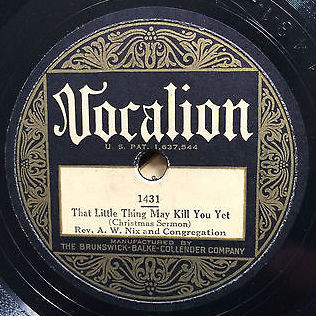 Vocalion
U. S. PAT. 1,637,544
1431
That Little Thing May Kill You Yet
(Christmas Sermon)
Rev. A. W. Nix and Congregation
MANUFACTURED BY
THE BRUNSWICK-BALKE-COLLENDER COMPANY